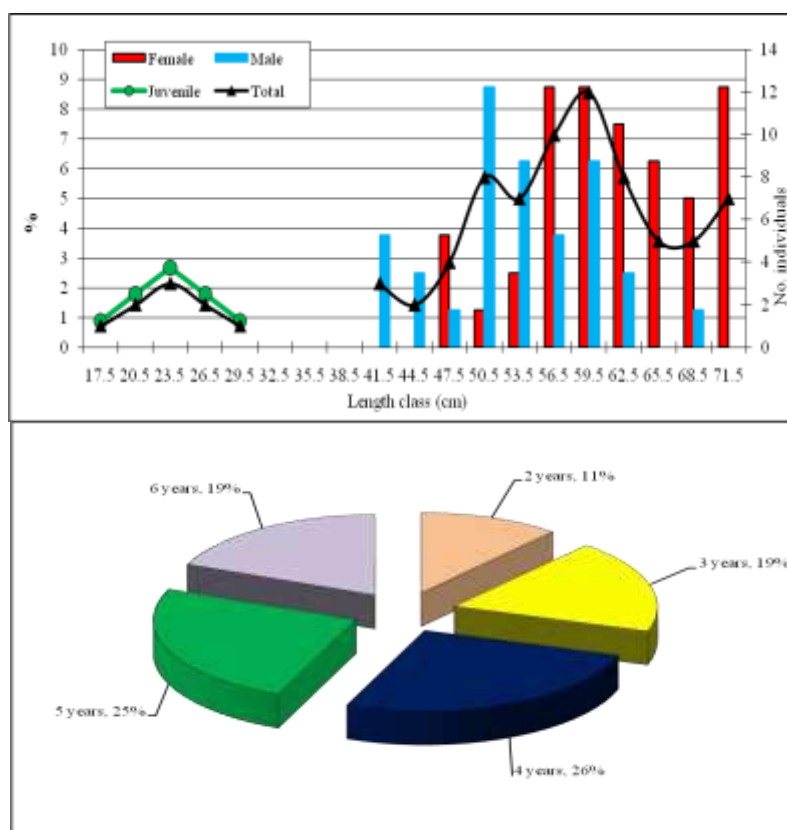 Female Male
Juvenile Total
10
9
8
7
6
5
4
3
2
1
0
%
14
12
10
8
6
4
2
0
No. individuals
17.5 20.5 23.5 26.5 29.5 32.5 35.5 38.5 41.5 44.5 47.5 50.5 53.5 56.5 59.5 62.5 65.5 68.5 71.5
Length class (cm)
6 years, 19%
2 years, 11%
3 years, 19%
5 years, 25%
4 years, 26%